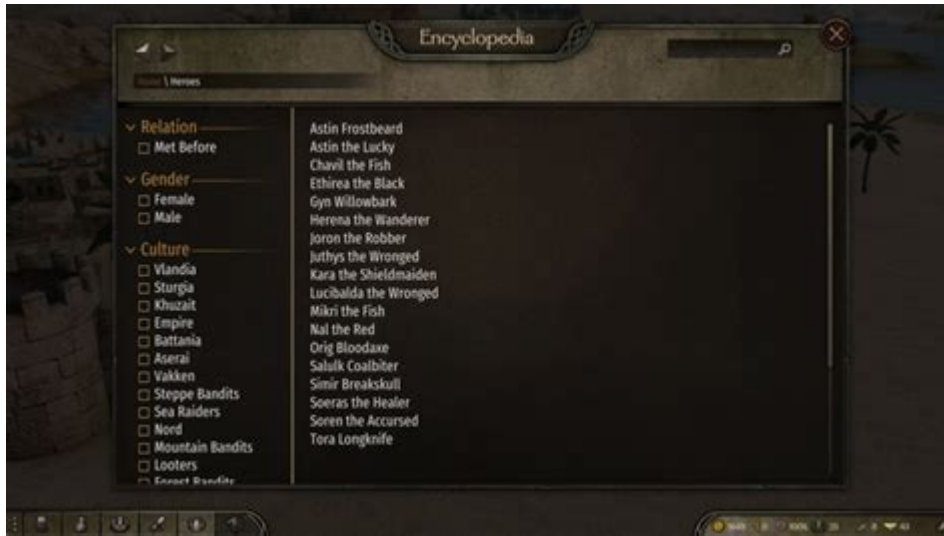 Encyclopedia
\ Heroes
Relation
Met Before
Gender
Female
Male
Culture
Vlandia
Sturgia
Khuzait
Empire
Battania
Aserai
Vakken
Steppe Bandits
Sea Raiders
Nord
Mountain Bandits
Looters
Forest Bandits
Astin Frostbeard
Astin the Lucky
Chavil the Fish
Ethirea the Black
Gyn Willowbark
Herena the Wanderer
Joron the Robber
Juthys the Wronged
Kara the Shieldmaiden
Lucibalda the Wronged
Mikri the Fish
Nal the Red
Orig Bloodaxe
Salulk Coalbiter
Simir Breakskull
Soeras the Healer
Soren the Accursed
Tora Longknife
100%